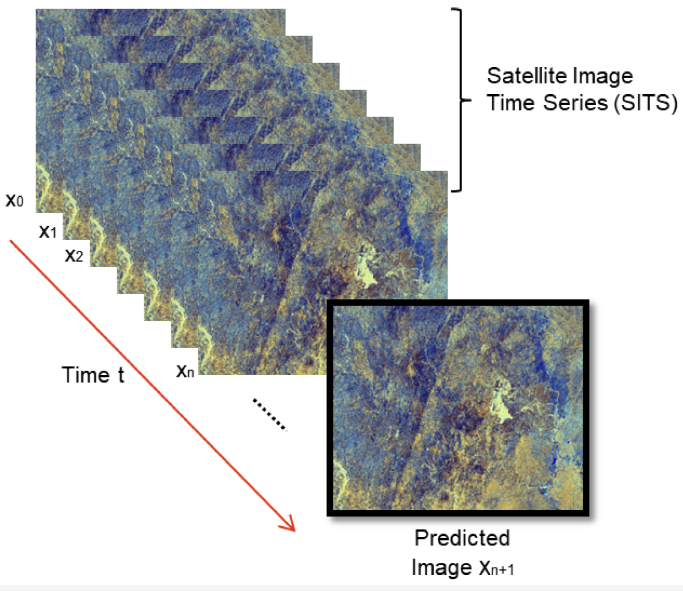 Satellite Image
Time Series (SITS)
x0
x1
x2
xn
Time t
Predicted
Image xn+1